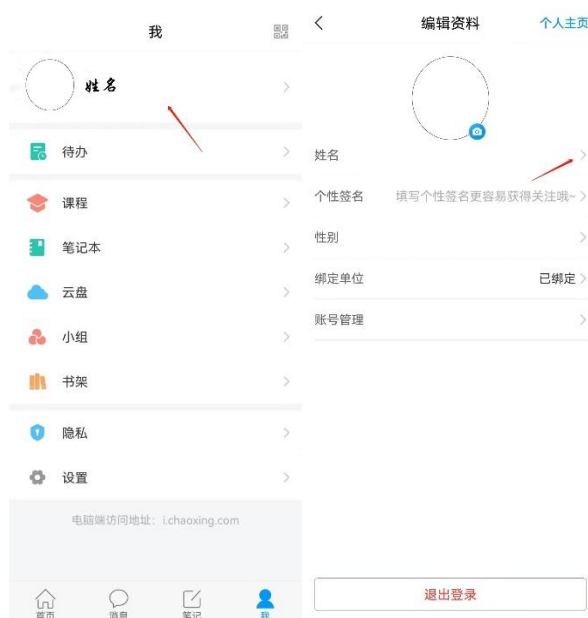 我
姓名
待办
课程
笔记本
云盘
小组
书架
隐私
设置
电脑端访问地址：i.chaoxing.com
首页
消息
笔记
我
编辑资料
个人主页
姓名
个性签名
填写个性签名更容易获得关注哦~
性别
绑定单位
已绑定
账号管理
退出登录